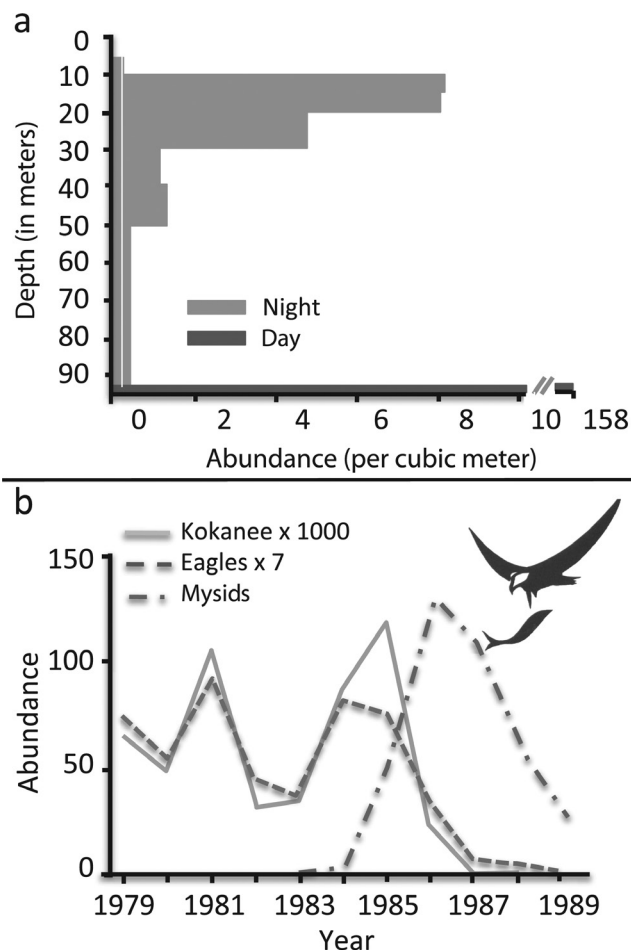 a
0
10
20
30
40
50
60
70
80
90
Depth (in meters)
Night
Day
0 2 4 6 8 10 158
Abundance (per cubic meter)
b
Kokanee x 1000
Eagles x 7
Mysids
150
100
50
0
Abundance
1979 1981 1983 1985 1987 1989
Year